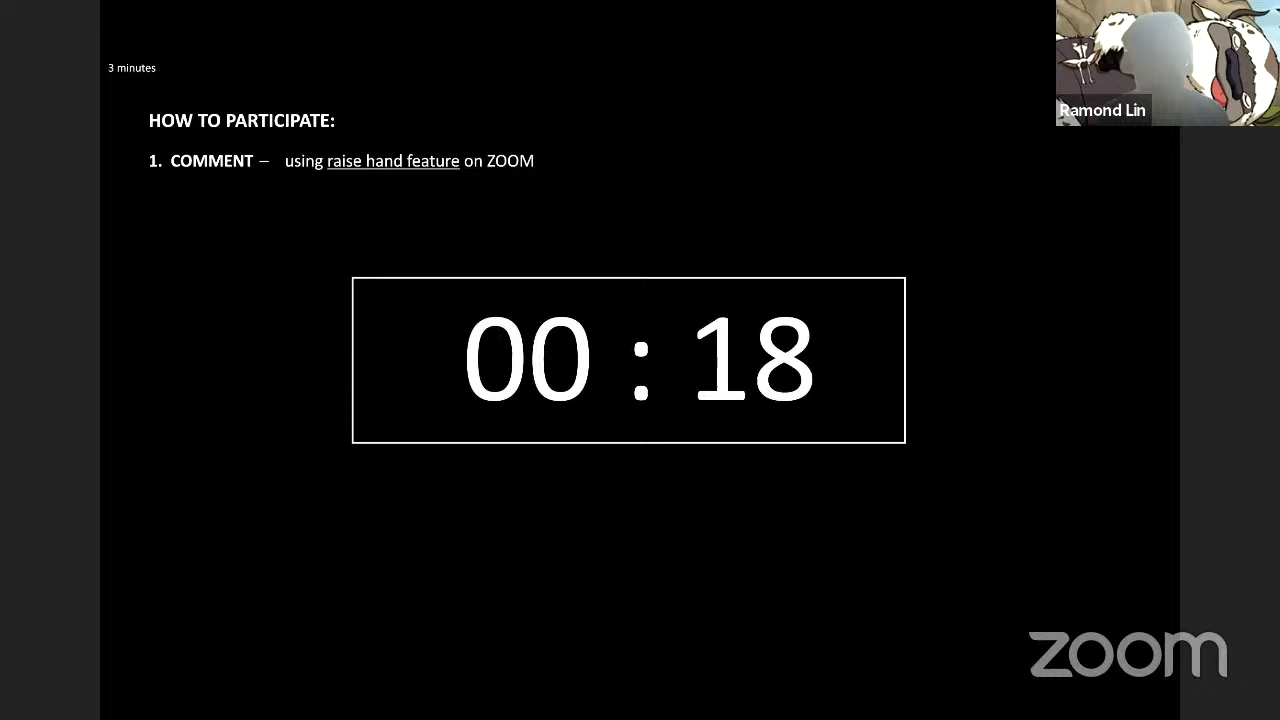 3 minutes
Ramond Lin
HOW TO PARTICIPATE:
1. COMMENT – using raise hand feature on ZOOM
00 : 18
zoom